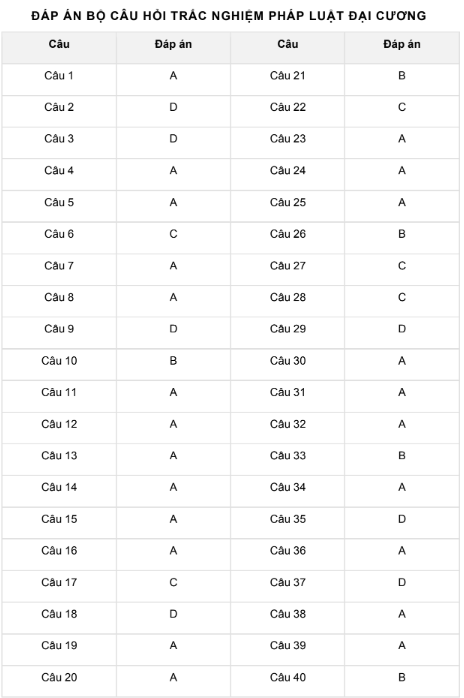 ĐÁP ÁN BỘ CÂU HỎI TRẮC NGHIỆM PHÁP LUẬT ĐẠI CƯƠNG
Câu Đáp án Câu Đáp án
Câu 1 A Câu 21 B
Câu 2 D Câu 22 C
Câu 3 D Câu 23 A
Câu 4 A Câu 24 A
Câu 5 A Câu 25 A
Câu 6 C Câu 26 B
Câu 7 A Câu 27 C
Câu 8 A Câu 28 C
Câu 9 D Câu 29 D
Câu 10 B Câu 30 A
Câu 11 A Câu 31 A
Câu 12 A Câu 32 A
Câu 13 A Câu 33 B
Câu 14 A Câu 34 A
Câu 15 A Câu 35 D
Câu 16 A Câu 36 A
Câu 17 C Câu 37 D
Câu 18 D Câu 38 A
Câu 19 A Câu 39 A
Câu 20 A Câu 40 B